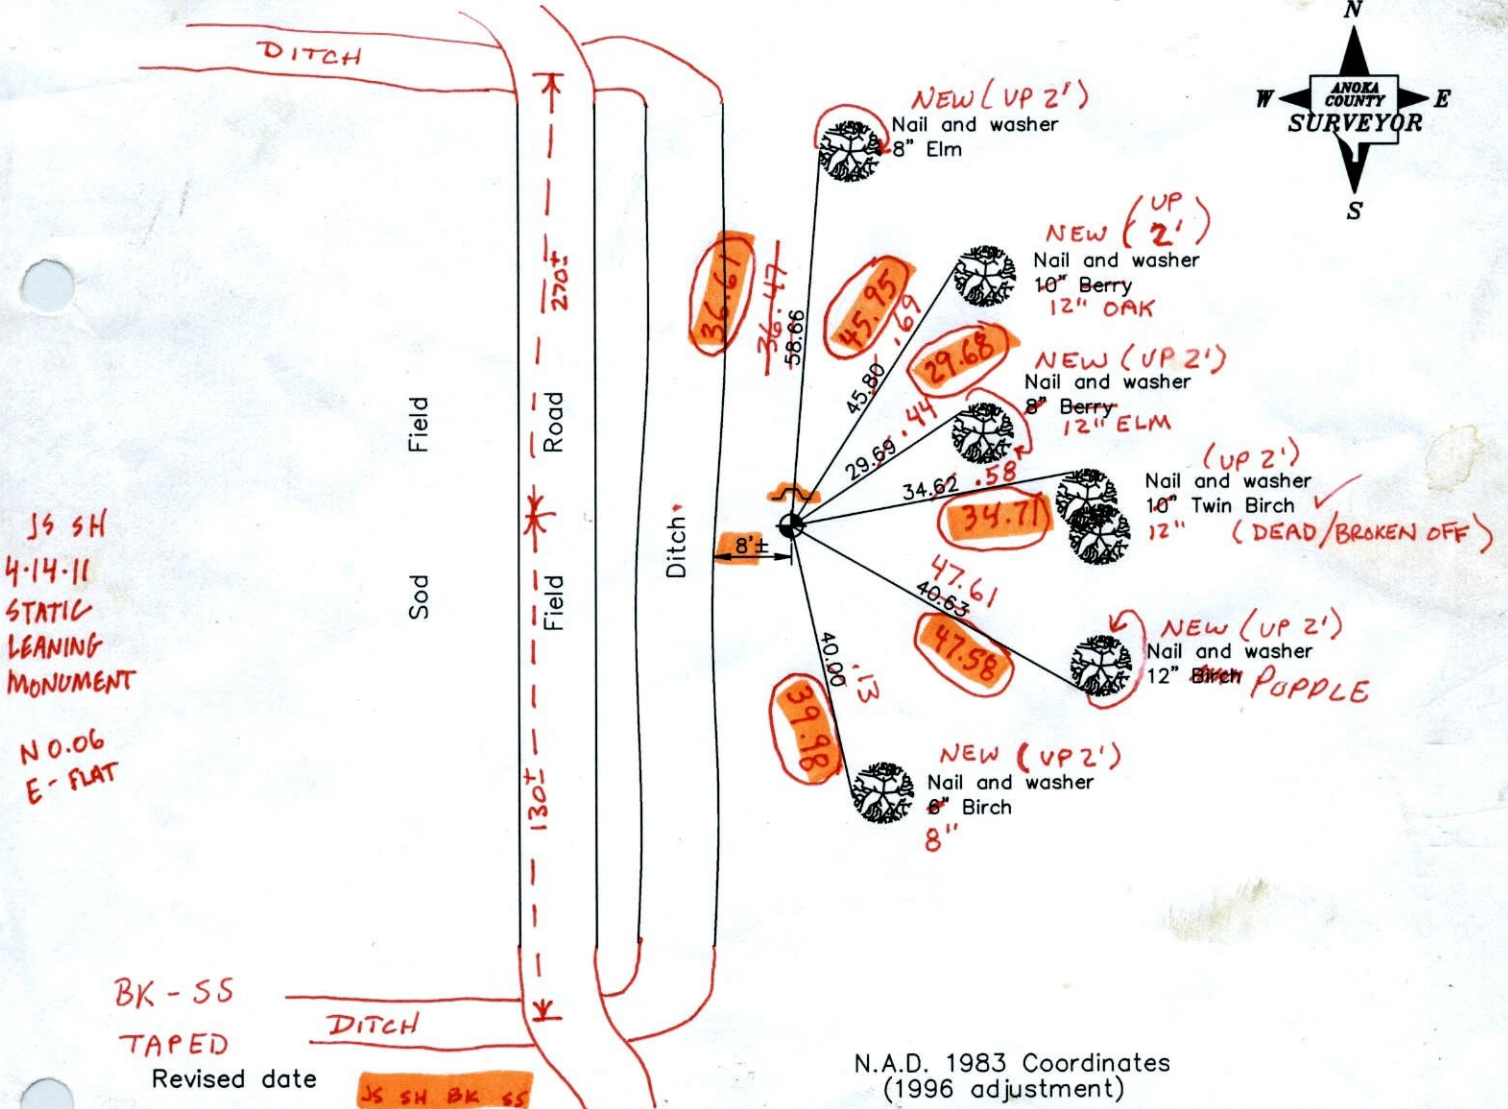 N
W
ANOKA
COUNTY
E
SURVEYOR
S
DITCH
NEW (UP 2')
Nail and washer
8" Elm
NEW (UP 2')
Nail and washer
10" Berry
12" OAK
36.61
36.47
58.66
45.95
.69
45.80
270±
29.68
NEW (UP 2')
Nail and washer
8" Berry
12" ELM
.44
29.69
Field
Road
34.62 .58
34.71
(UP 2')
Nail and washer
10" Twin Birch
12" (DEAD/BROKEN OFF)
JS SH
4-14-11
STATIC
LEANING
MONUMENT
N 0.06
E - FLAT
Ditch
8'±
Sod
Field
47.61
40.63
47.58
NEW (UP 2')
Nail and washer
12" Birch POPPLE
40.00
.13
39.98
NEW (UP 2')
Nail and washer
6" Birch
8"
130±
BK - SS
TAPED
DITCH
Revised date
JS SH BK SS
N.A.D. 1983 Coordinates
(1996 adjustment)